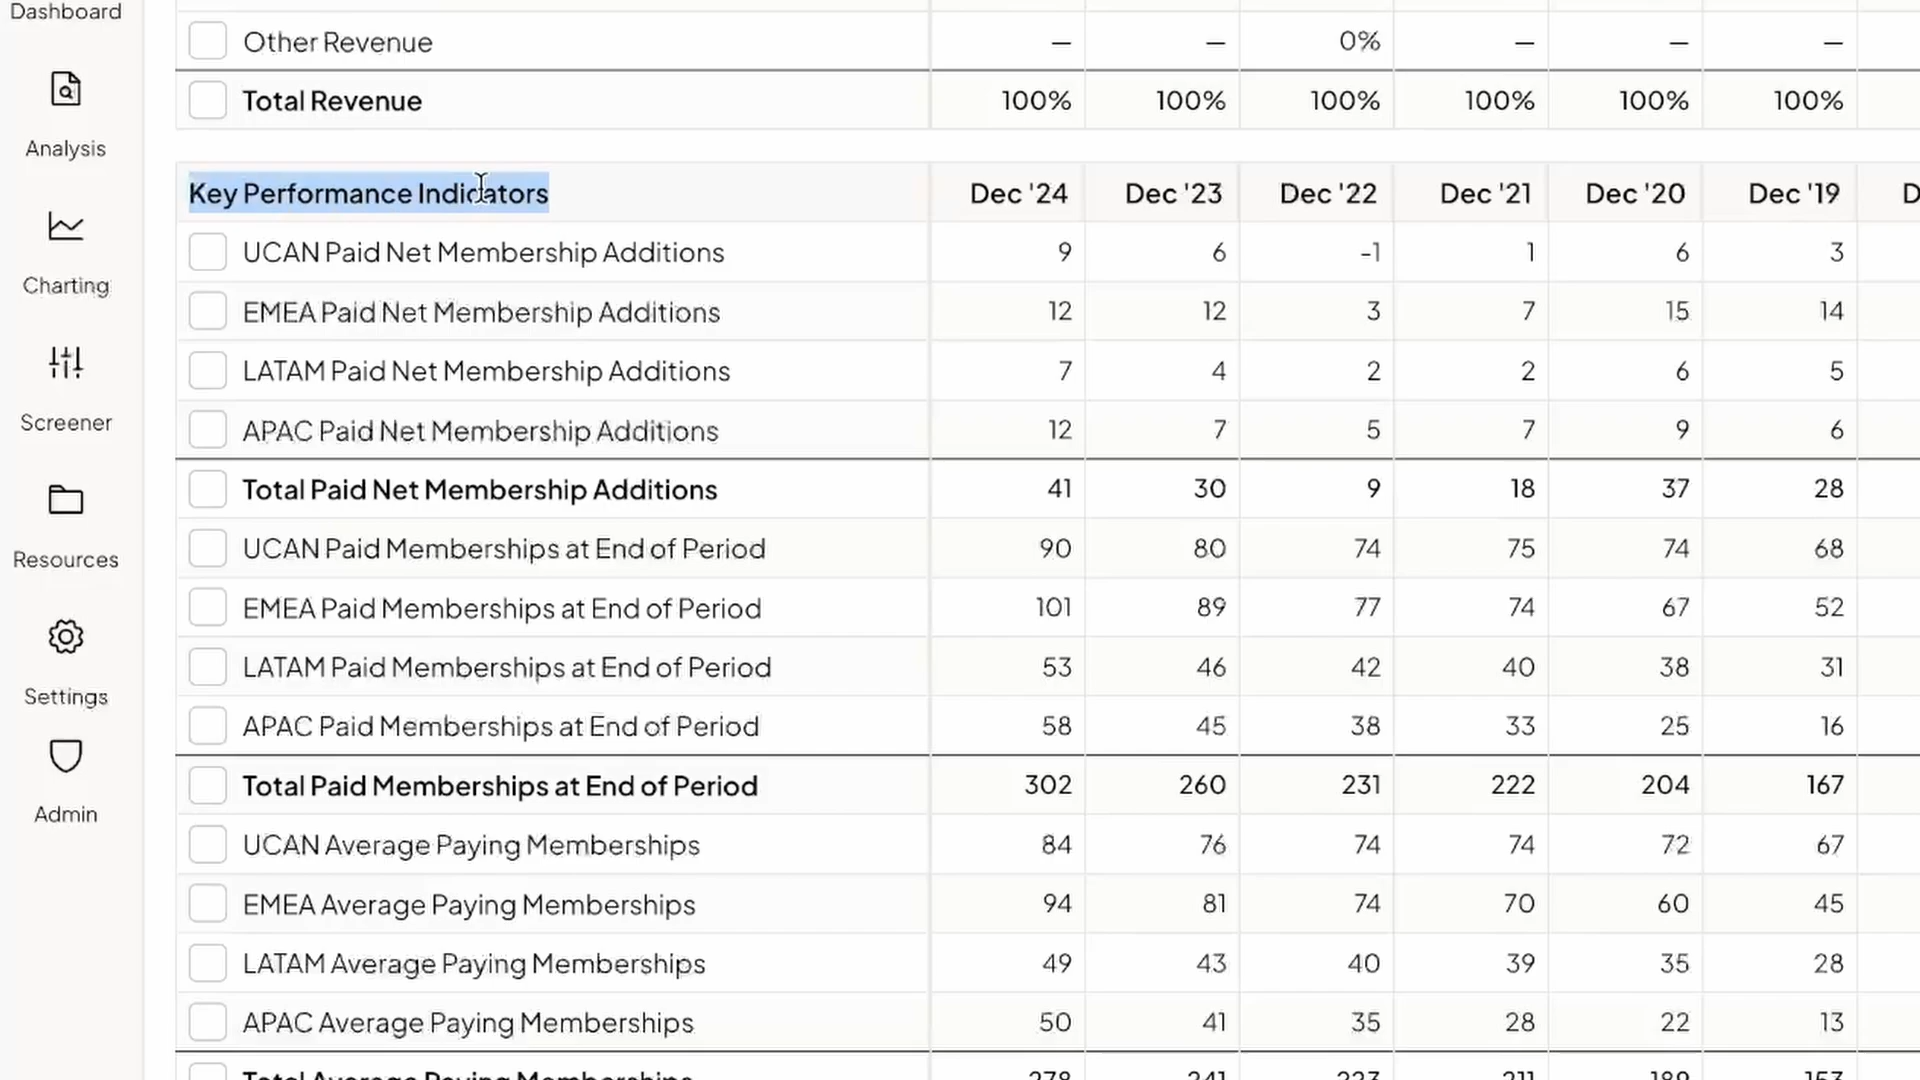 Dashboard
Analysis
Charting
Screener
Resources
Settings
Admin
Other Revenue — — 0% — — —
Total Revenue 100% 100% 100% 100% 100% 100%
Key Performance Indicators Dec '24 Dec '23 Dec '22 Dec '21 Dec '20 Dec '19 D
UCAN Paid Net Membership Additions 9 6 -1 1 6 3
EMEA Paid Net Membership Additions 12 12 3 7 15 14
LATAM Paid Net Membership Additions 7 4 2 2 6 5
APAC Paid Net Membership Additions 12 7 5 7 9 6
Total Paid Net Membership Additions 41 30 9 18 37 28
UCAN Paid Memberships at End of Period 90 80 74 75 74 68
EMEA Paid Memberships at End of Period 101 89 77 74 67 52
LATAM Paid Memberships at End of Period 53 46 42 40 38 31
APAC Paid Memberships at End of Period 58 45 38 33 25 16
Total Paid Memberships at End of Period 302 260 231 222 204 167
UCAN Average Paying Memberships 84 76 74 74 72 67
EMEA Average Paying Memberships 94 81 74 70 60 45
LATAM Average Paying Memberships 49 43 40 39 35 28
APAC Average Paying Memberships 50 41 35 28 22 13
Total Average Paying Memberships 278 241 223 211 189 153